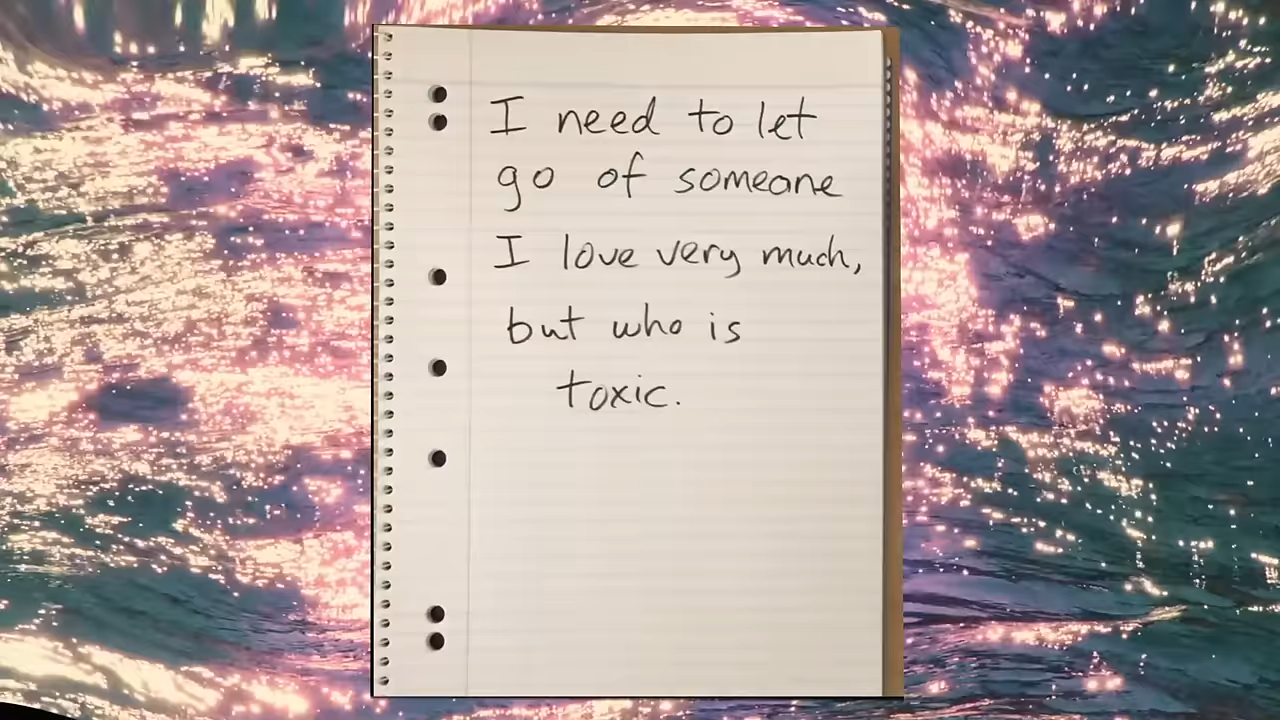 I need to let
go of someone
I love very much,
but who is
toxic.